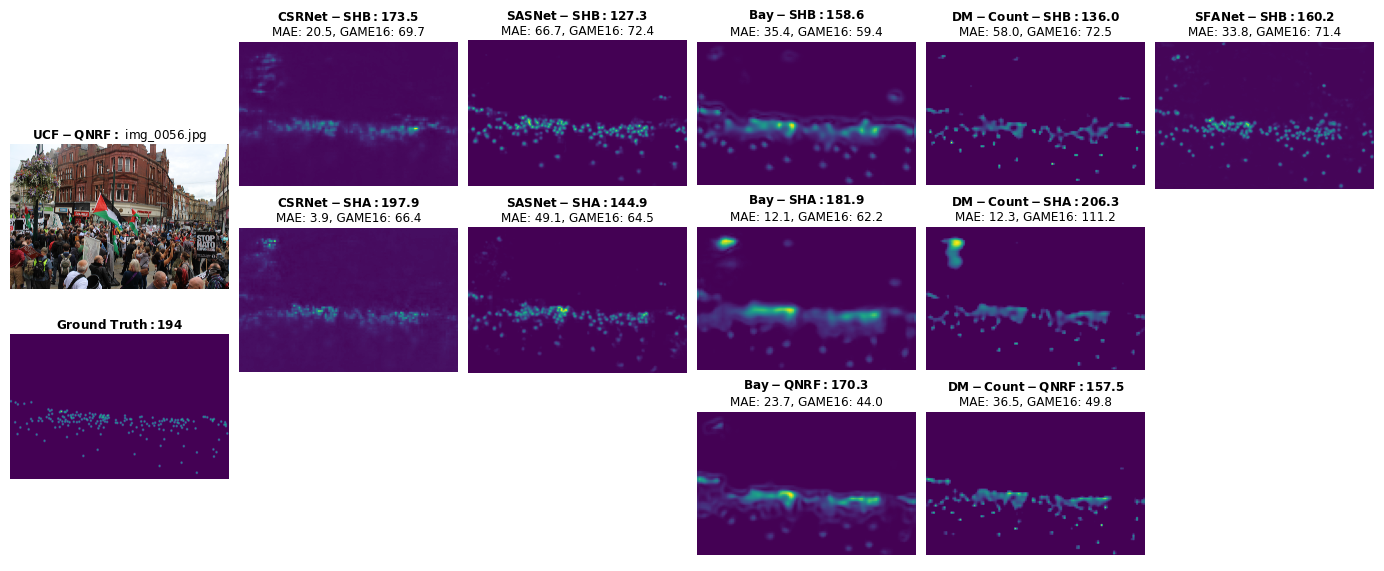 UCF−QNRF: img_0056.jpg
STOP
Ground Truth:194
CSRNet−SHB:173.5
MAE: 20.5, GAME16: 69.7
SASNet−SHB:127.3
MAE: 66.7, GAME16: 72.4
Bay−SHB:158.6
MAE: 35.4, GAME16: 59.4
DM−Count−SHB:136.0
MAE: 58.0, GAME16: 72.5
SFANet−SHB:160.2
MAE: 33.8, GAME16: 71.4
CSRNet−SHA:197.9
MAE: 3.9, GAME16: 66.4
SASNet−SHA:144.9
MAE: 49.1, GAME16: 64.5
Bay−SHA:181.9
MAE: 12.1, GAME16: 62.2
DM−Count−SHA:206.3
MAE: 12.3, GAME16: 111.2
Bay−QNRF:170.3
MAE: 23.7, GAME16: 44.0
DM−Count−QNRF:157.5
MAE: 36.5, GAME16: 49.8